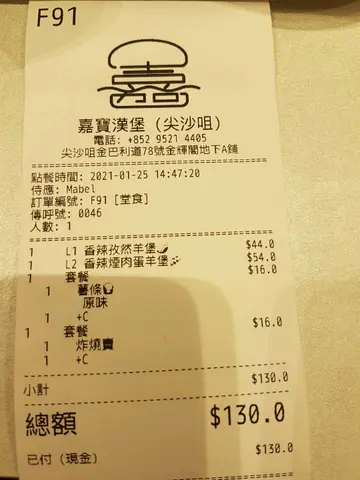 F91
嘉寶漢堡（尖沙咀）
電話: +852 9521 4405
尖沙咀金巴利道78號金輝閣地下A鋪
點餐時間: 2021-01-25 14:47:20
侍應: Mabel
訂單編號: F91 [堂食]
傳呼號: 0046
人數: 1
1 L1 香辣孜然羊堡🌶 $44.0
1 L2 香辣煙肉蛋羊堡 $54.0
1 套餐 $16.0
1 薯條🍟
原味
1 +C
1 套餐 $16.0
1 炸燒賣
1 +C
小計 $130.0
總額 $130.0
已付（現金） $130.0